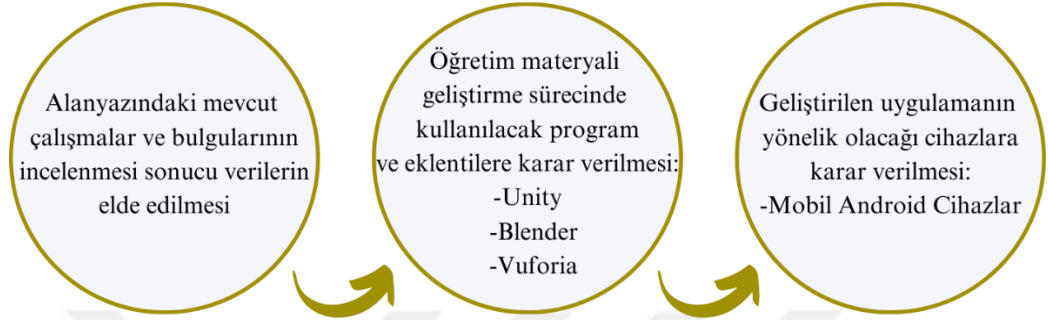 Alanyazındaki mevcut
çalışmalar ve bulgularının
incelenmesi sonucu verilerin
elde edilmesi
Öğretim materyali
geliştirme sürecinde
kullanılacak program
ve eklentilere karar verilmesi:
-Unity
-Blender
-Vuforia
Geliştirilen uygulamanın
yönelik olacağı cihazlara
karar verilmesi:
-Mobil Android Cihazlar